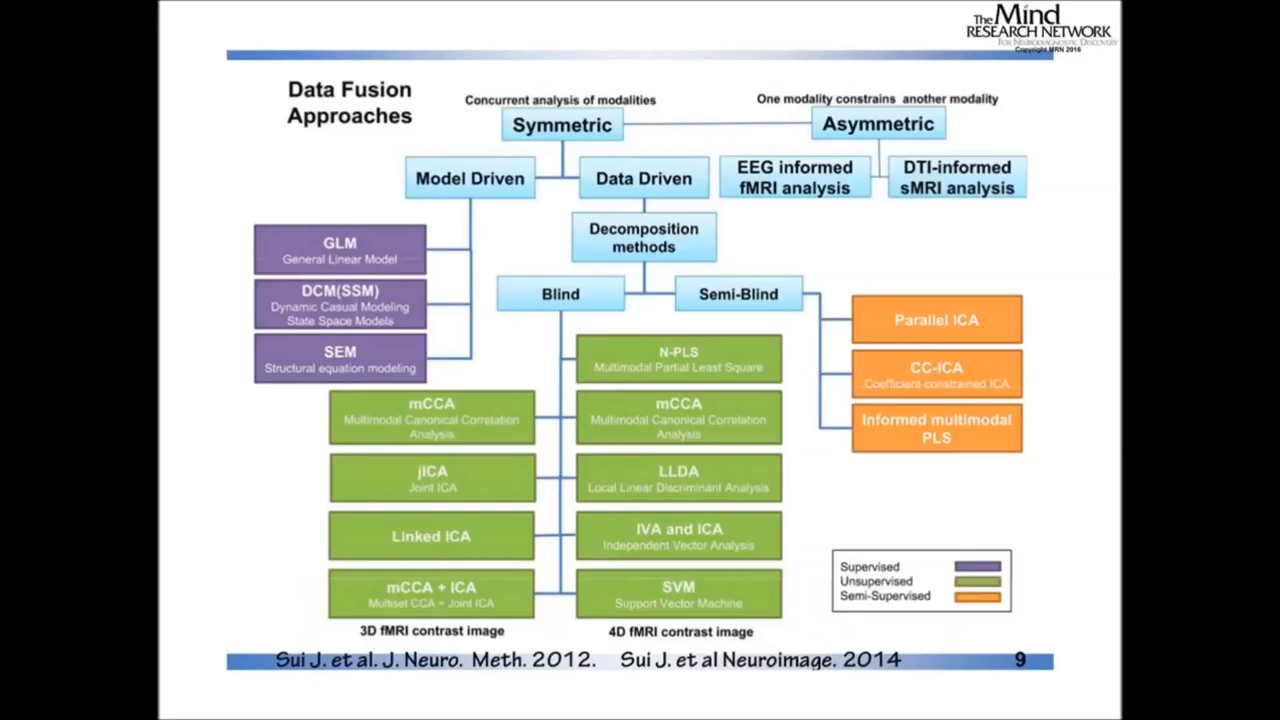 The Mind
RESEARCH NETWORK
FOR NEURODIAGNOSTIC DISCOVERY
Copyright MRN 2016
Data Fusion
Approaches
Concurrent analysis of modalities
Symmetric
One modality constrains another modality
Asymmetric
Model Driven
Data Driven
EEG informed
fMRI analysis
DTI-informed
sMRI analysis
Decomposition
methods
GLM
General Linear Model
DCM(SSM)
Dynamic Casual Modeling
State Space Models
SEM
Structural equation modeling
Blind
Semi-Blind
Parallel ICA
CC-ICA
Coefficient-constrained ICA
Informed multimodal
PLS
N-PLS
Multimodal Partial Least Square
mCCA
Multimodal Canonical Correlation
Analysis
mCCA
Multimodal Canonical Correlation
Analysis
jICA
Joint ICA
LLDA
Local Linear Discriminant Analysis
Linked ICA
IVA and ICA
Independent Vector Analysis
mCCA + ICA
Multiset CCA + Joint ICA
SVM
Support Vector Machine
3D fMRI contrast image
4D fMRI contrast image
Supervised
Unsupervised
Semi-Supervised
Sui J. et al. J. Neuro. Meth. 2012. Sui J. et al Neuroimage. 2014
9